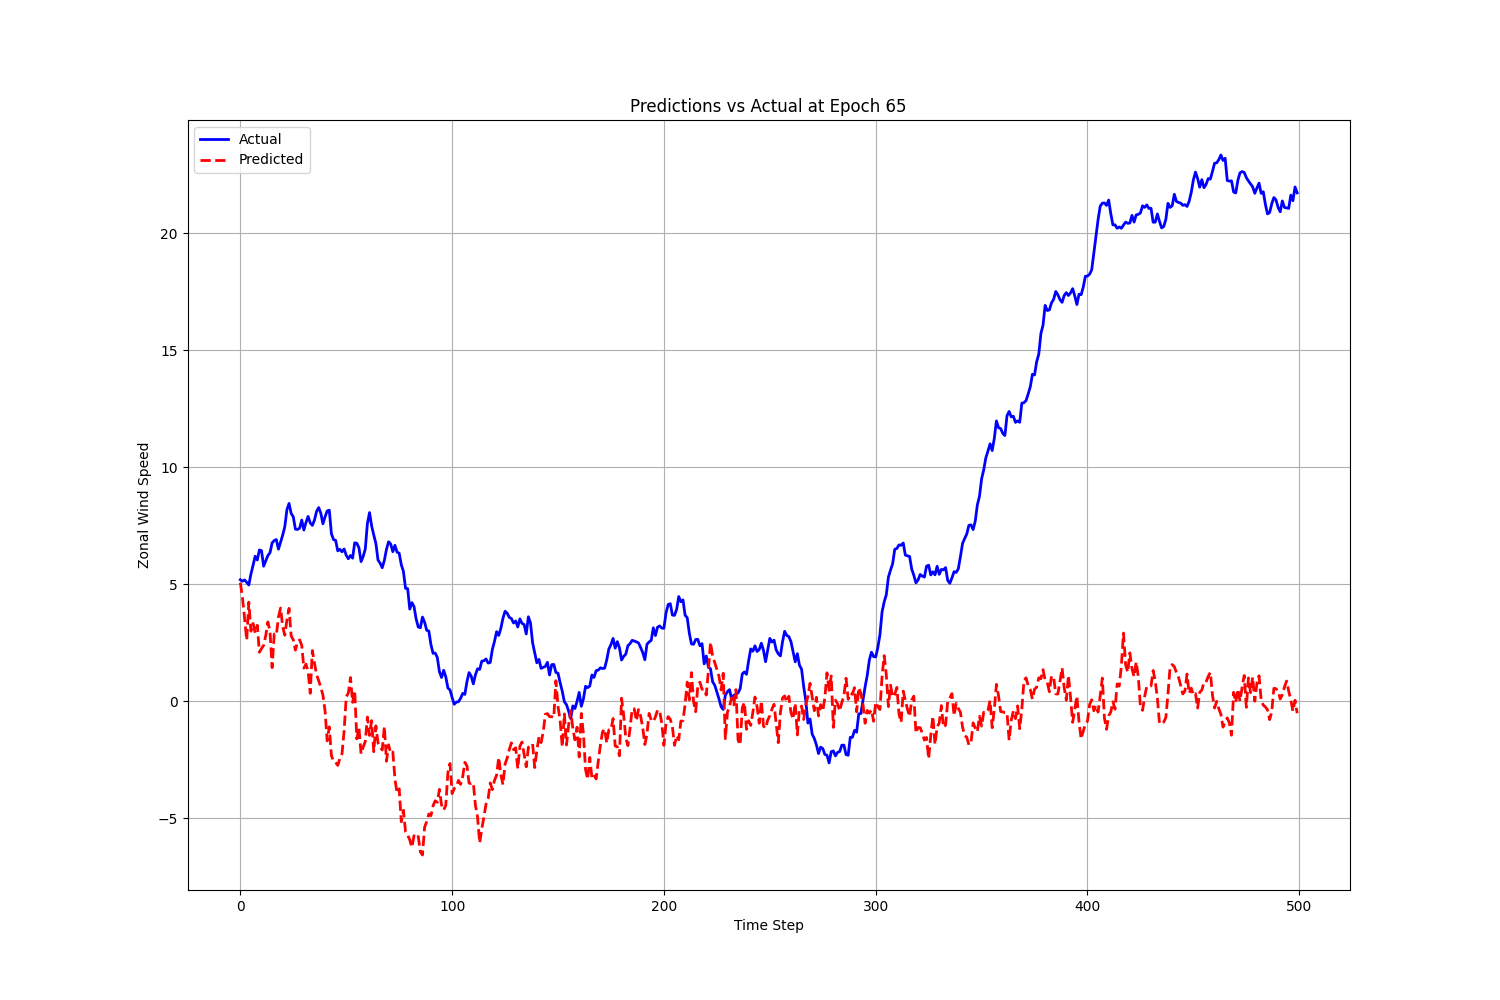 Predictions vs Actual at Epoch 65
Actual
Predicted
Zonal Wind Speed
20
15
10
5
0
−5
0 100 200 300 400 500
Time Step